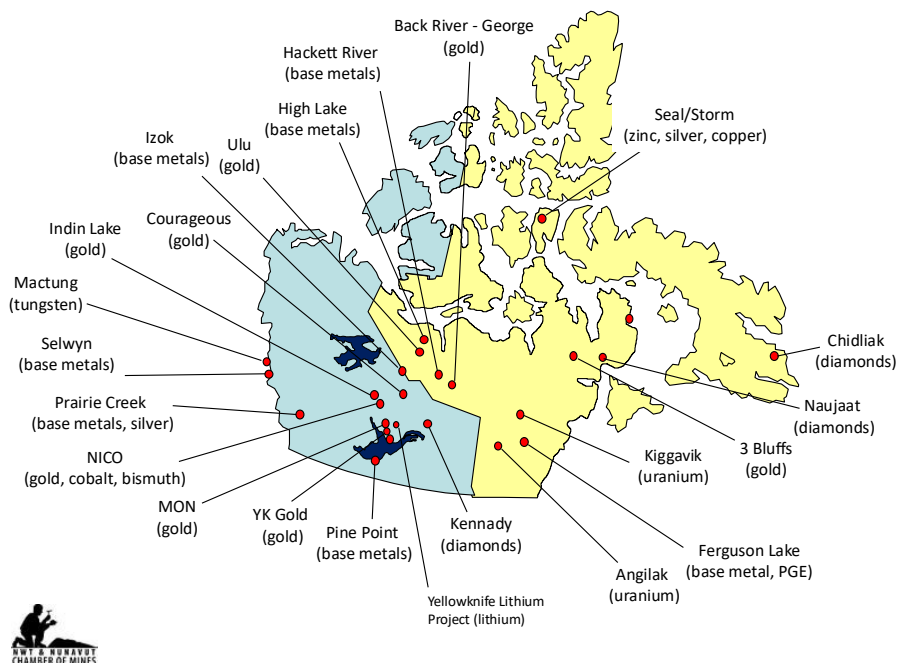 Back River - George
(gold)
Hackett River
(base metals)
High Lake
(base metals)
Seal/Storm
(zinc, silver, copper)
Izok
(base metals)
Ulu
(gold)
Courageous
(gold)
Indin Lake
(gold)
Mactung
(tungsten)
Selwyn
(base metals)
Prairie Creek
(base metals, silver)
NICO
(gold, cobalt, bismuth)
MON
(gold)
YK Gold
(gold)
Pine Point
(base metals)
Kennady
(diamonds)
Yellowknife Lithium
Project (lithium)
Chidliak
(diamonds)
Naujaat
(diamonds)
3 Bluffs
(gold)
Kiggavik
(uranium)
Ferguson Lake
(base metal, PGE)
Angilak
(uranium)
NWT & NUNAVUT
CHAMBER OF MINES